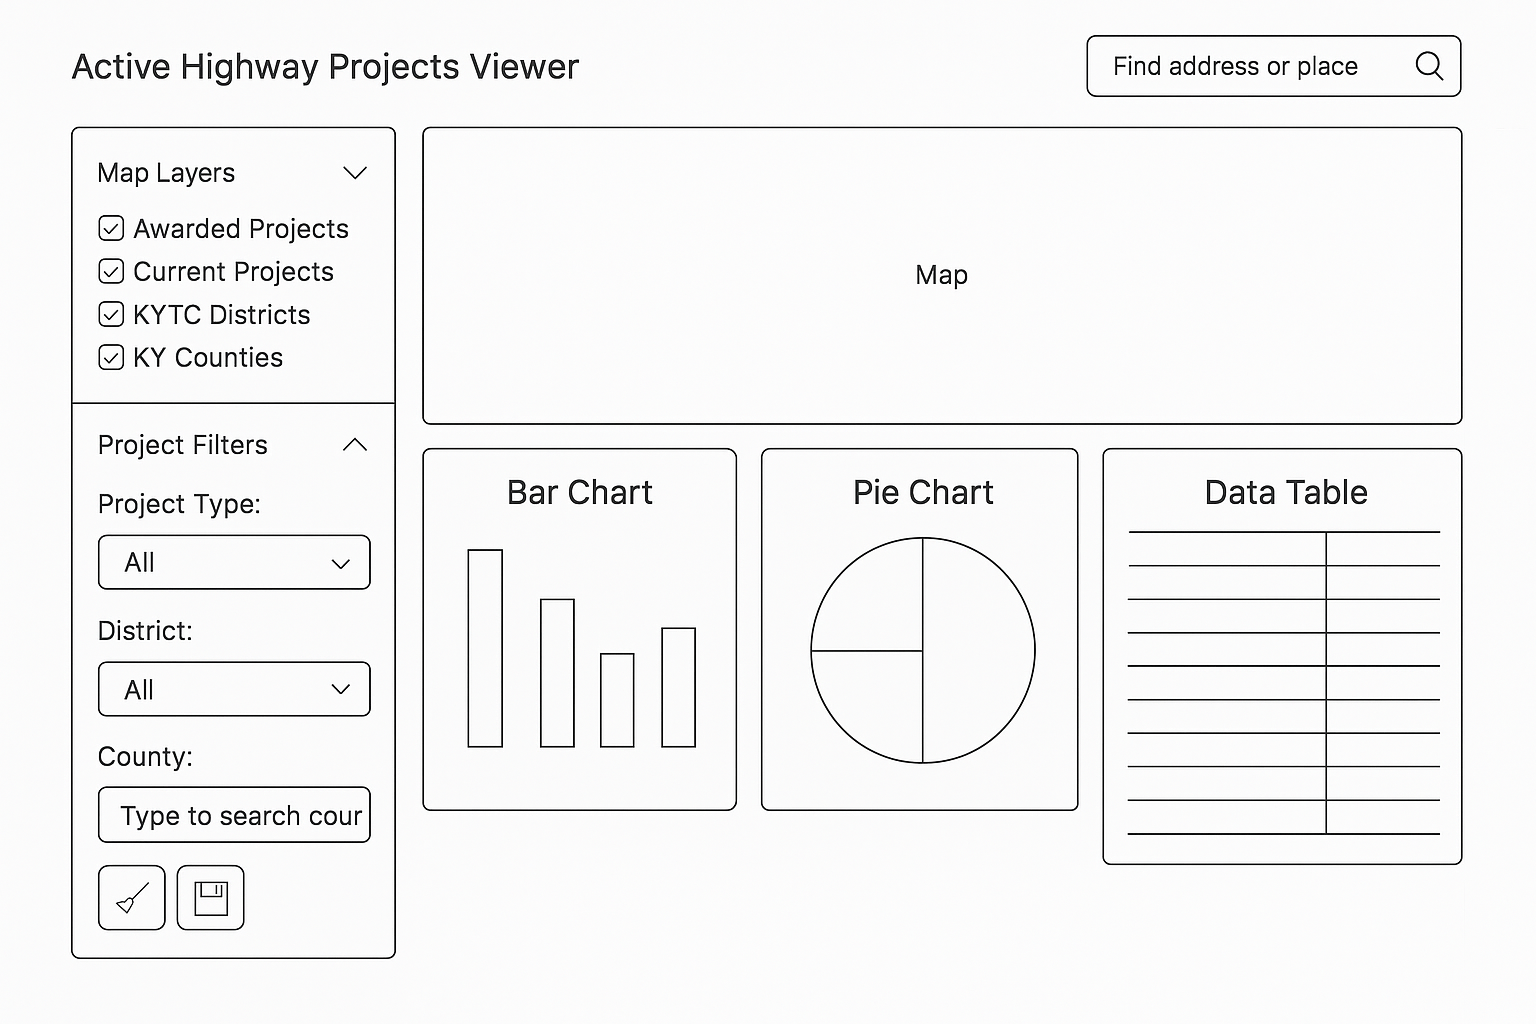 Active Highway Projects Viewer
Find address or place
Map Layers
Awarded Projects
Current Projects
KYTC Districts
KY Counties
Project Filters
Project Type:
All
District:
All
County:
Type to search cour
Map
Bar Chart
Pie Chart
Data Table